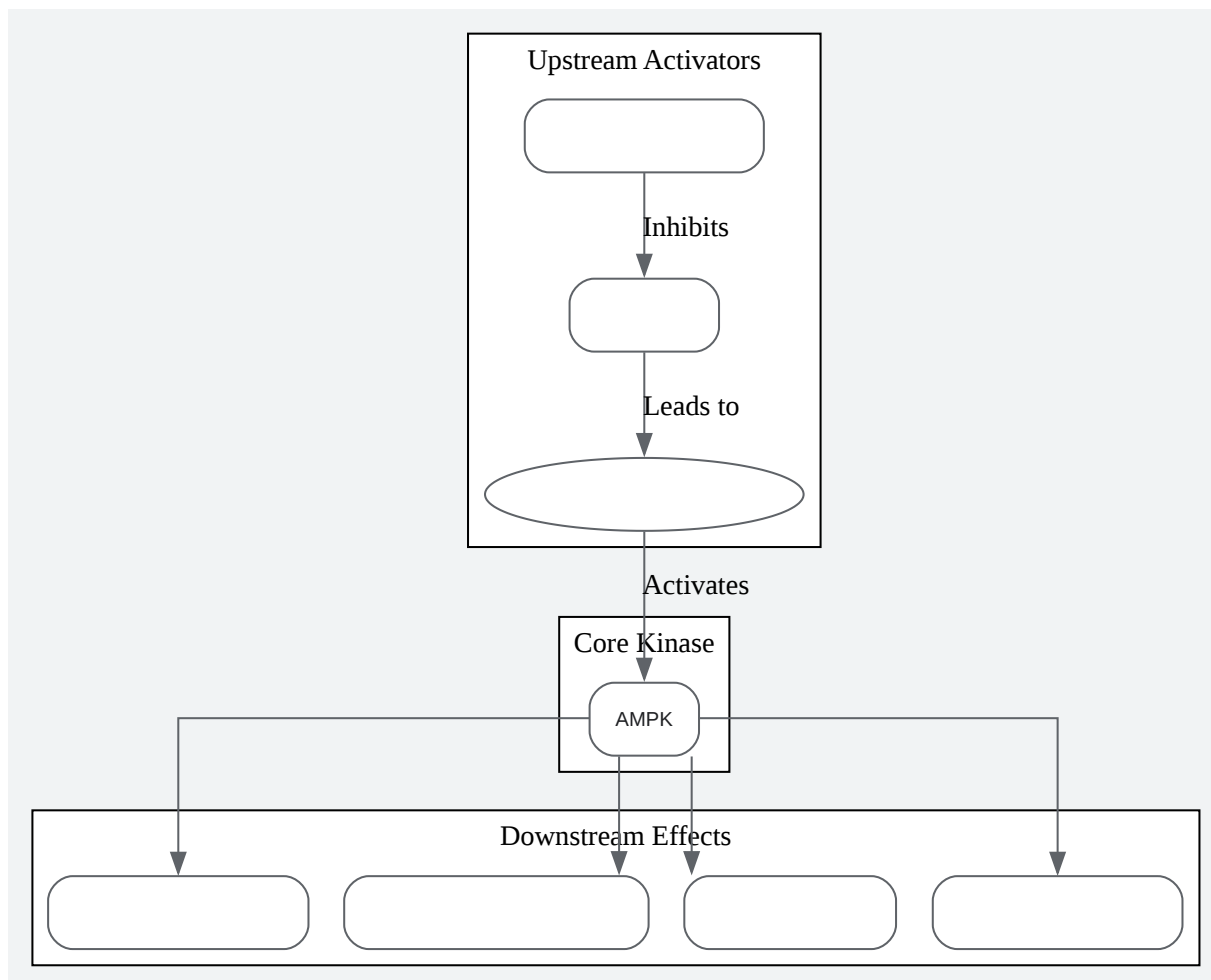 Upstream Activators
Inhibits
Leads to
Activates
Core Kinase
AMPK
Downstream Effects